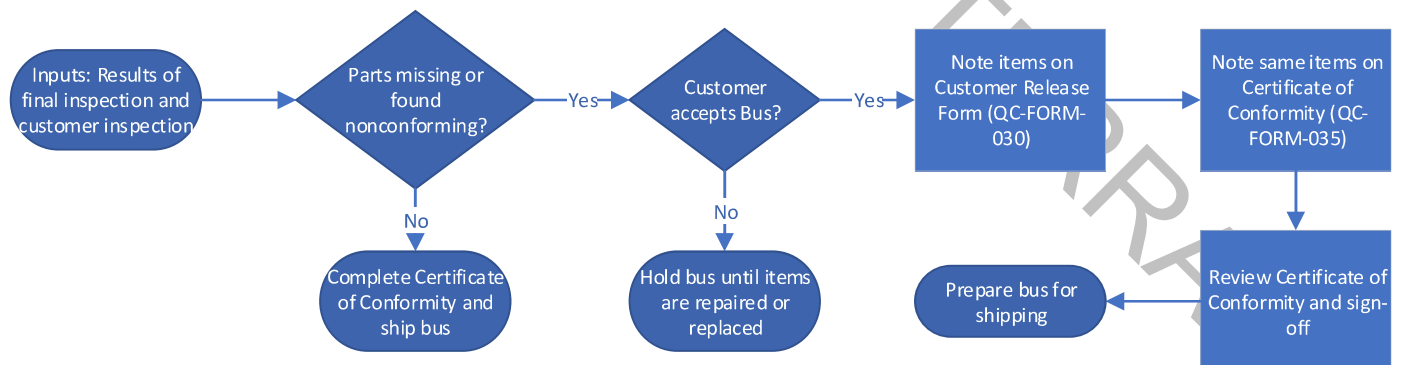 Inputs: Results of
final inspection and
customer inspection
Parts missing or
found
nonconforming?
Yes
Customer
accepts Bus?
Yes
Note items on
Customer Release
Form (QC-FORM-
030)
Note same items on
Certificate of
Conformity (QC-
FORM-035)
No
Complete Certificate
of Conformity and
ship bus
No
Hold bus until items
are repaired or
replaced
Prepare bus for
shipping
Review Certificate of
Conformity and sign-
off